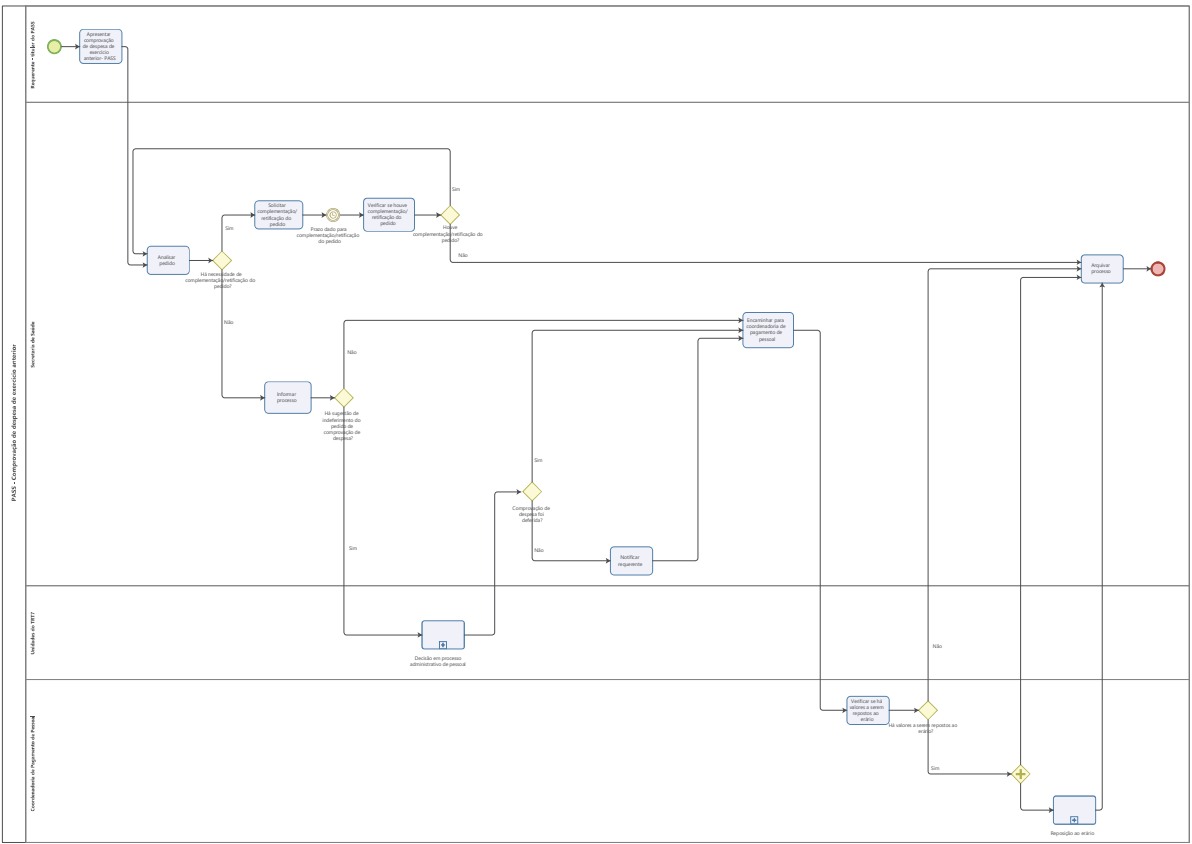 PASS - Comprovação de despesa de exercício anterior
Requerente - titular do PASS
Apresentar
comprovação
de despesa de
exercício
anterior- PASS
Secretaria de Saúde
Analisar
pedido
Há necessidade de
complementação/retificação do
pedido?
Sim
Não
Solicitar
complementação/
retificação do
pedido
Prazo dado para
complementação/retificação
do pedido
Verificar se houve
complementação/
retificação do
pedido
Houve
complementação/retificação do
pedido?
Sim
Não
Arquivar
processo
Informar
processo
Há sugestão de
indeferimento do
pedido de
comprovação de
despesa?
Não
Sim
Encaminhar para
coordenadoria de
pagamento de
pessoal
Comprovação de
despesa foi
deferida?
Sim
Não
Notificar
requerente
Unidades do TRT7
Decisão em processo
administrativo de pessoal
Coordenadoria de Pagamento de Pessoal
Verificar se há
valores a serem
repostos ao
erário
Há valores a serem repostos ao
erário?
Não
Sim
Reposição ao erário